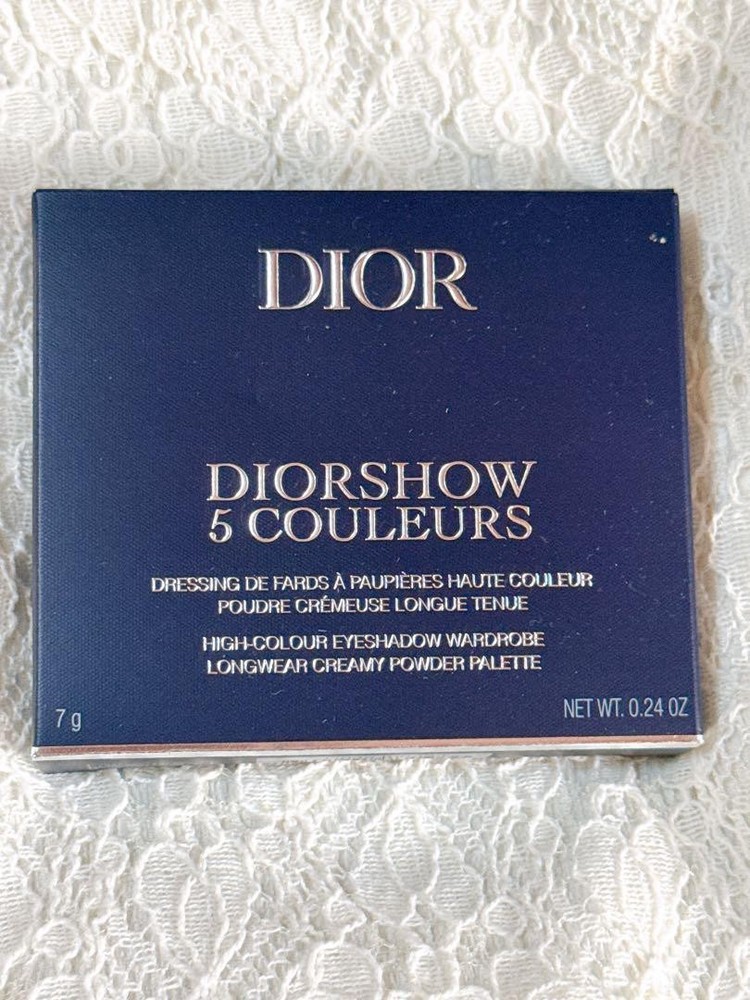 DIOR
DIORSHOW
5 COULEURS
DRESSING DE FARDS À PAUPIÈRES HAUTE COULEUR
POUDRE CRÉMEUSE LONGUE TENUE
HIGH-COLOUR EYESHADOW WARDROBE
LONGWEAR CREAMY POWDER PALETTE
7 g
NET WT. 0.24 OZ